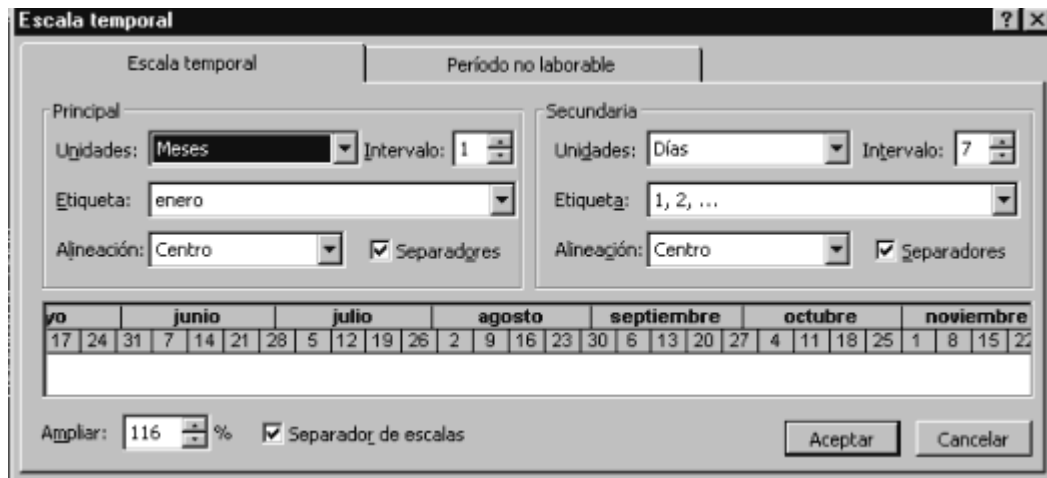 Escala temporal
Escala temporal Período no laborable
Principal Secundaria
Unidades: Meses Intervalo: 1 Unidades: Días Intervalo: 7
Etiqueta: enero Etiqueta: 1, 2, ...
Alineación: Centro Separadores Alineación: Centro Separadores
yo junio julio agosto septiembre octubre noviembre
17 24 31 7 14 21 28 5 12 19 26 2 9 16 23 30 6 13 20 27 4 11 18 25 1 8 15 22
Ampliar: 116 % Separador de escalas Aceptar Cancelar